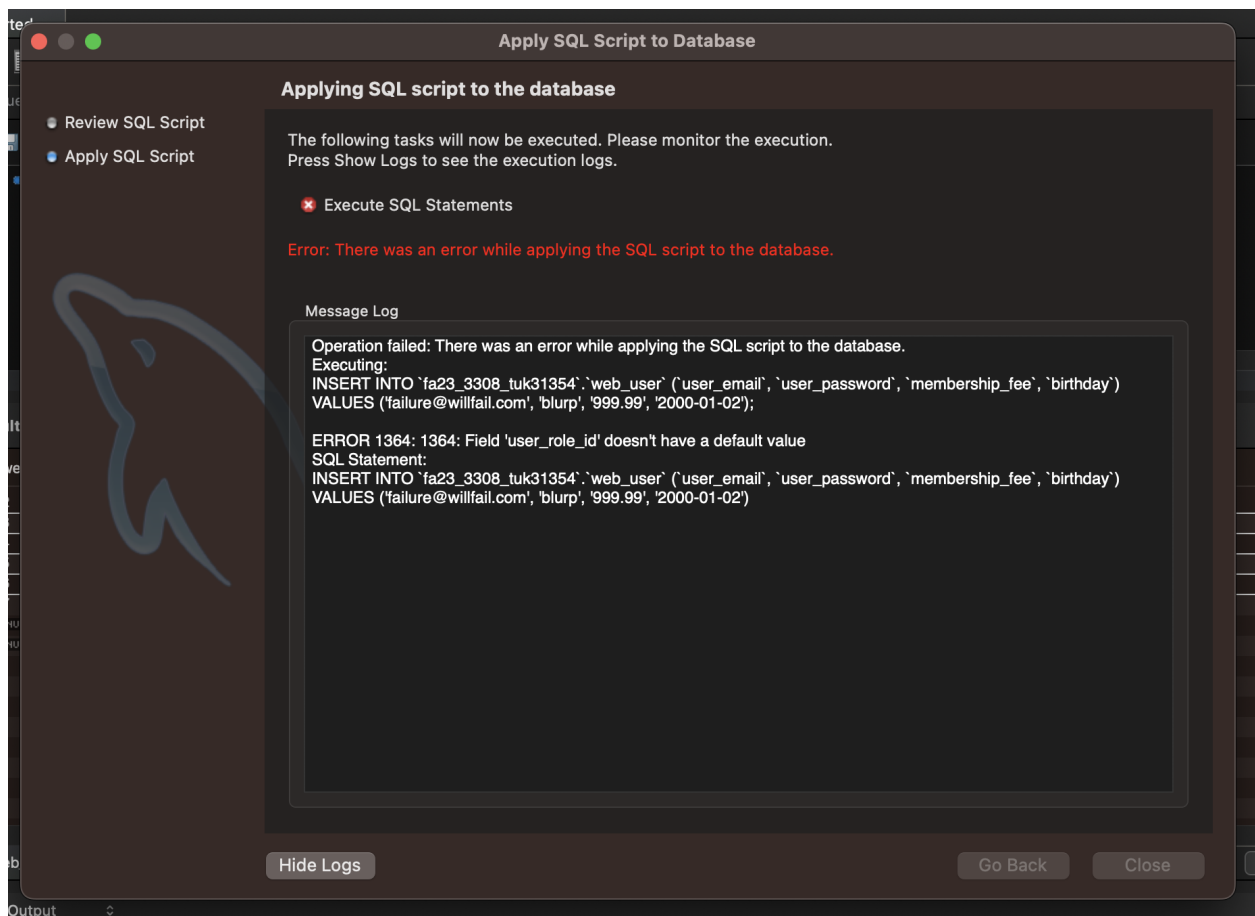 Apply SQL Script to Database
Applying SQL script to the database
Review SQL Script
Apply SQL Script
The following tasks will now be executed. Please monitor the execution.
Press Show Logs to see the execution logs.
Execute SQL Statements
Error: There was an error while applying the SQL script to the database.
Message Log
Operation failed: There was an error while applying the SQL script to the database.
Executing:
INSERT INTO `fa23_3308_tuk31354`.`web_user` (`user_email`, `user_password`, `membership_fee`, `birthday`)
VALUES ('failure@willfail.com', 'blurp', '999.99', '2000-01-02');
ERROR 1364: 1364: Field 'user_role_id' doesn't have a default value
SQL Statement:
INSERT INTO `fa23_3308_tuk31354`.`web_user` (`user_email`, `user_password`, `membership_fee`, `birthday`)
VALUES ('failure@willfail.com', 'blurp', '999.99', '2000-01-02')
Hide Logs
Go Back
Close
Output